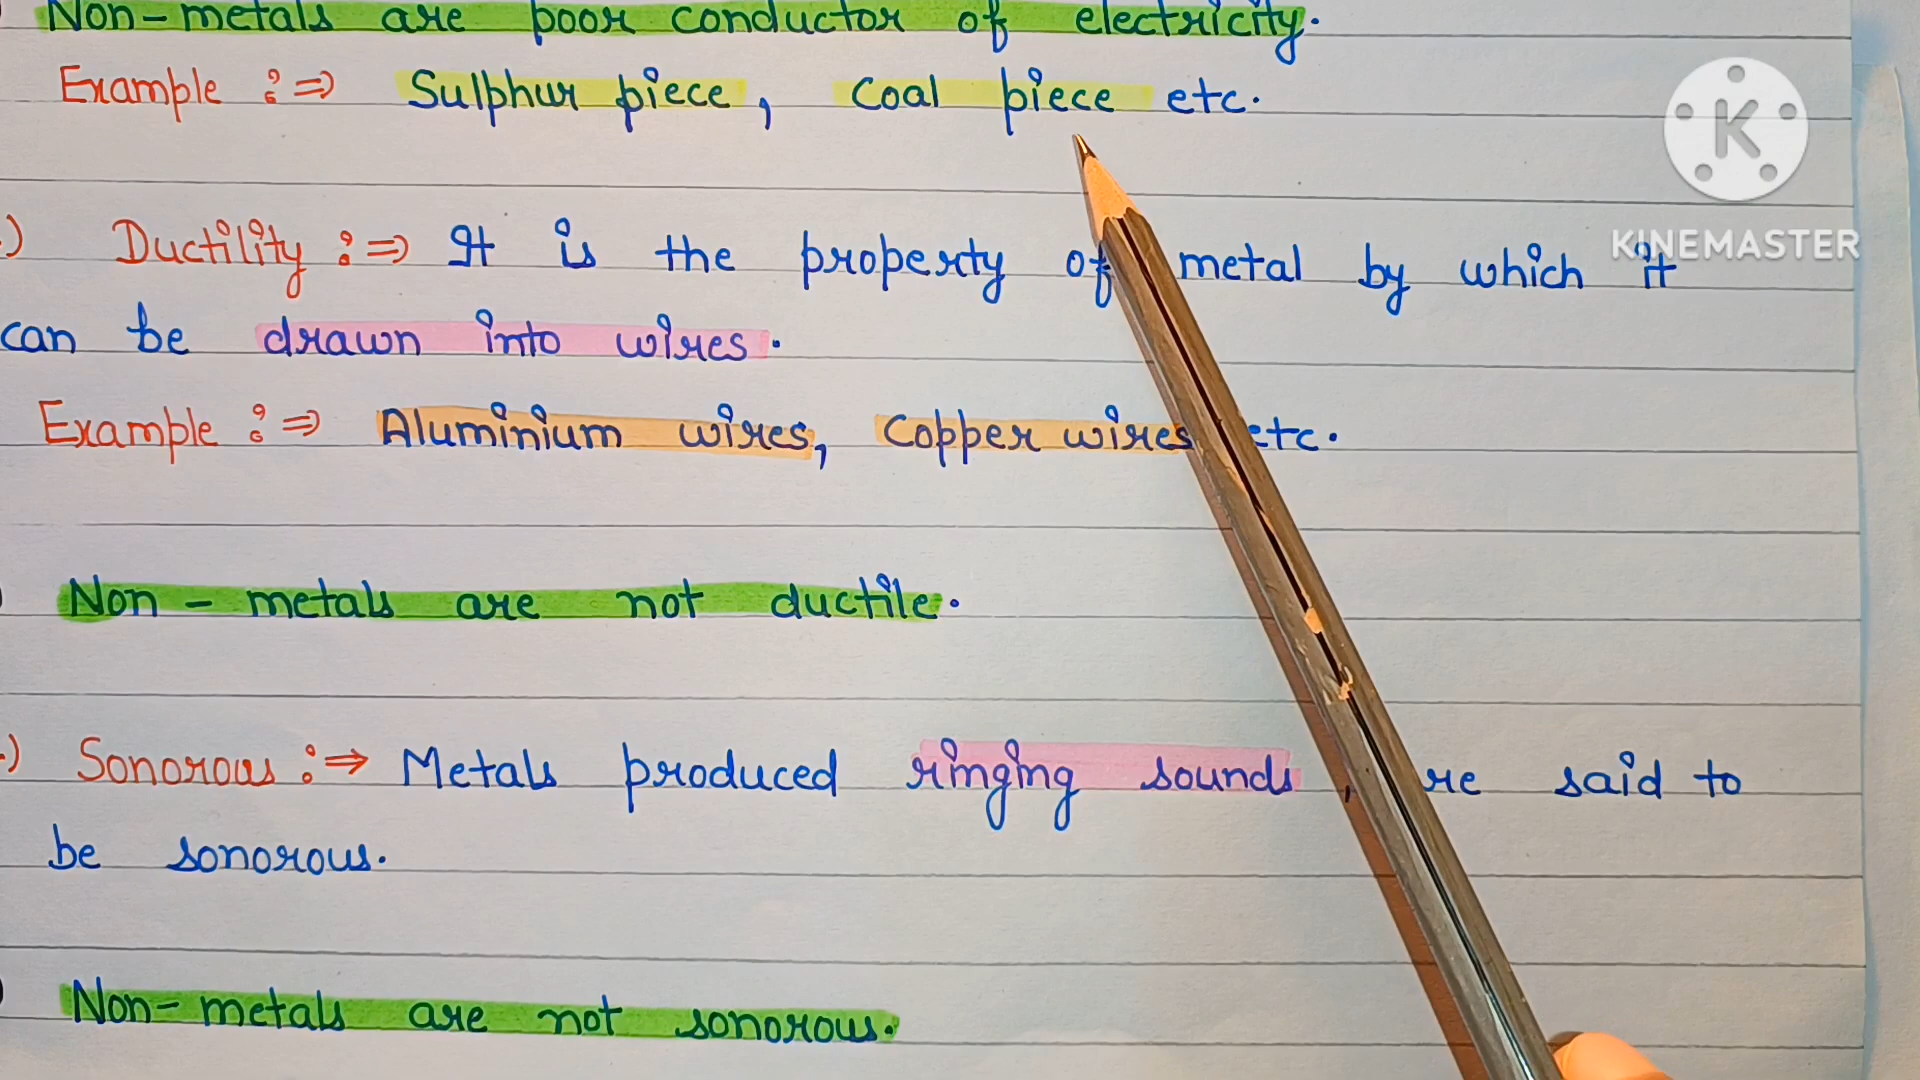 Non-metals are poor conductor of electricity.
Example :⇒ Sulphur piece, Coal piece etc.
.) Ductility :⇒ It is the property of metal by which it
can be drawn into wires.
Example :⇒ Aluminium wires, Copper wires etc.
Non-metals are not ductile.
.) Sonorous :⇒ Metals produced ringing sounds, re said to
be sonorous.
Non-metals are not sonorous.
K
KINEMASTER